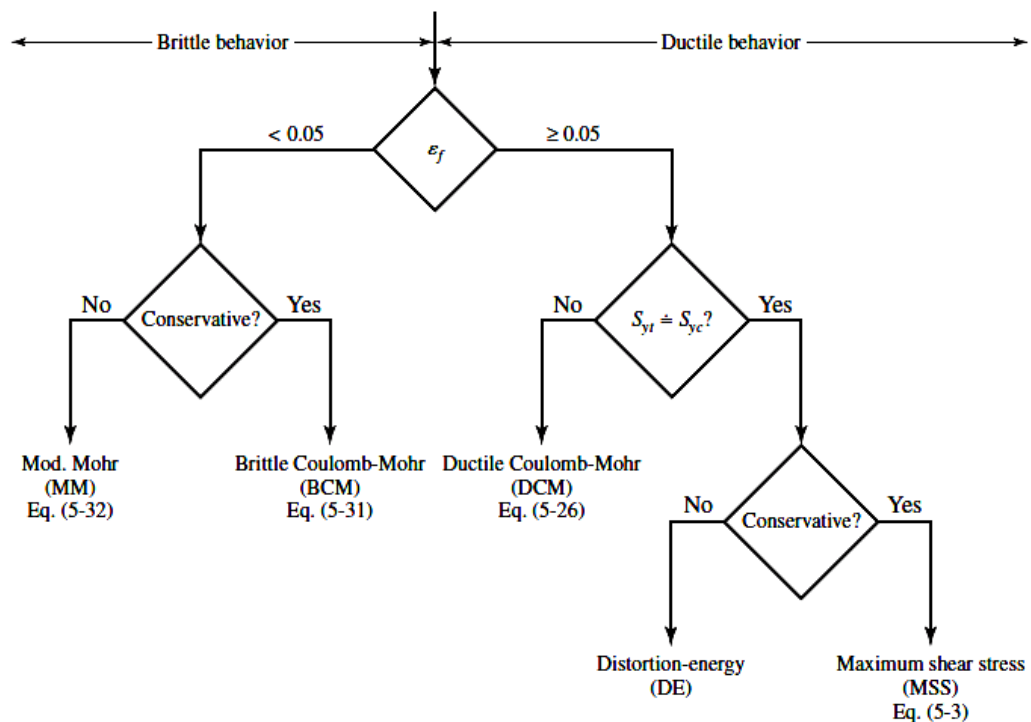 Brittle behavior
Ductile behavior
< 0.05
≥ 0.05
εf
No
Conservative?
Yes
No
Syt ≐ Syc?
Yes
Mod. Mohr
(MM)
Eq. (5-32)
Brittle Coulomb-Mohr
(BCM)
Eq. (5-31)
Ductile Coulomb-Mohr
(DCM)
Eq. (5-26)
No
Conservative?
Yes
Distortion-energy
(DE)
Maximum shear stress
(MSS)
Eq. (5-3)